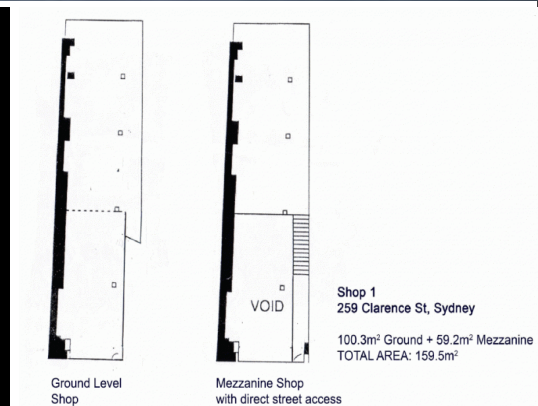 VOID
Shop 1
259 Clarence St, Sydney
100.3m² Ground + 59.2m² Mezzanine
TOTAL AREA: 159.5m²
Ground Level
Shop
Mezzanine Shop
with direct street access